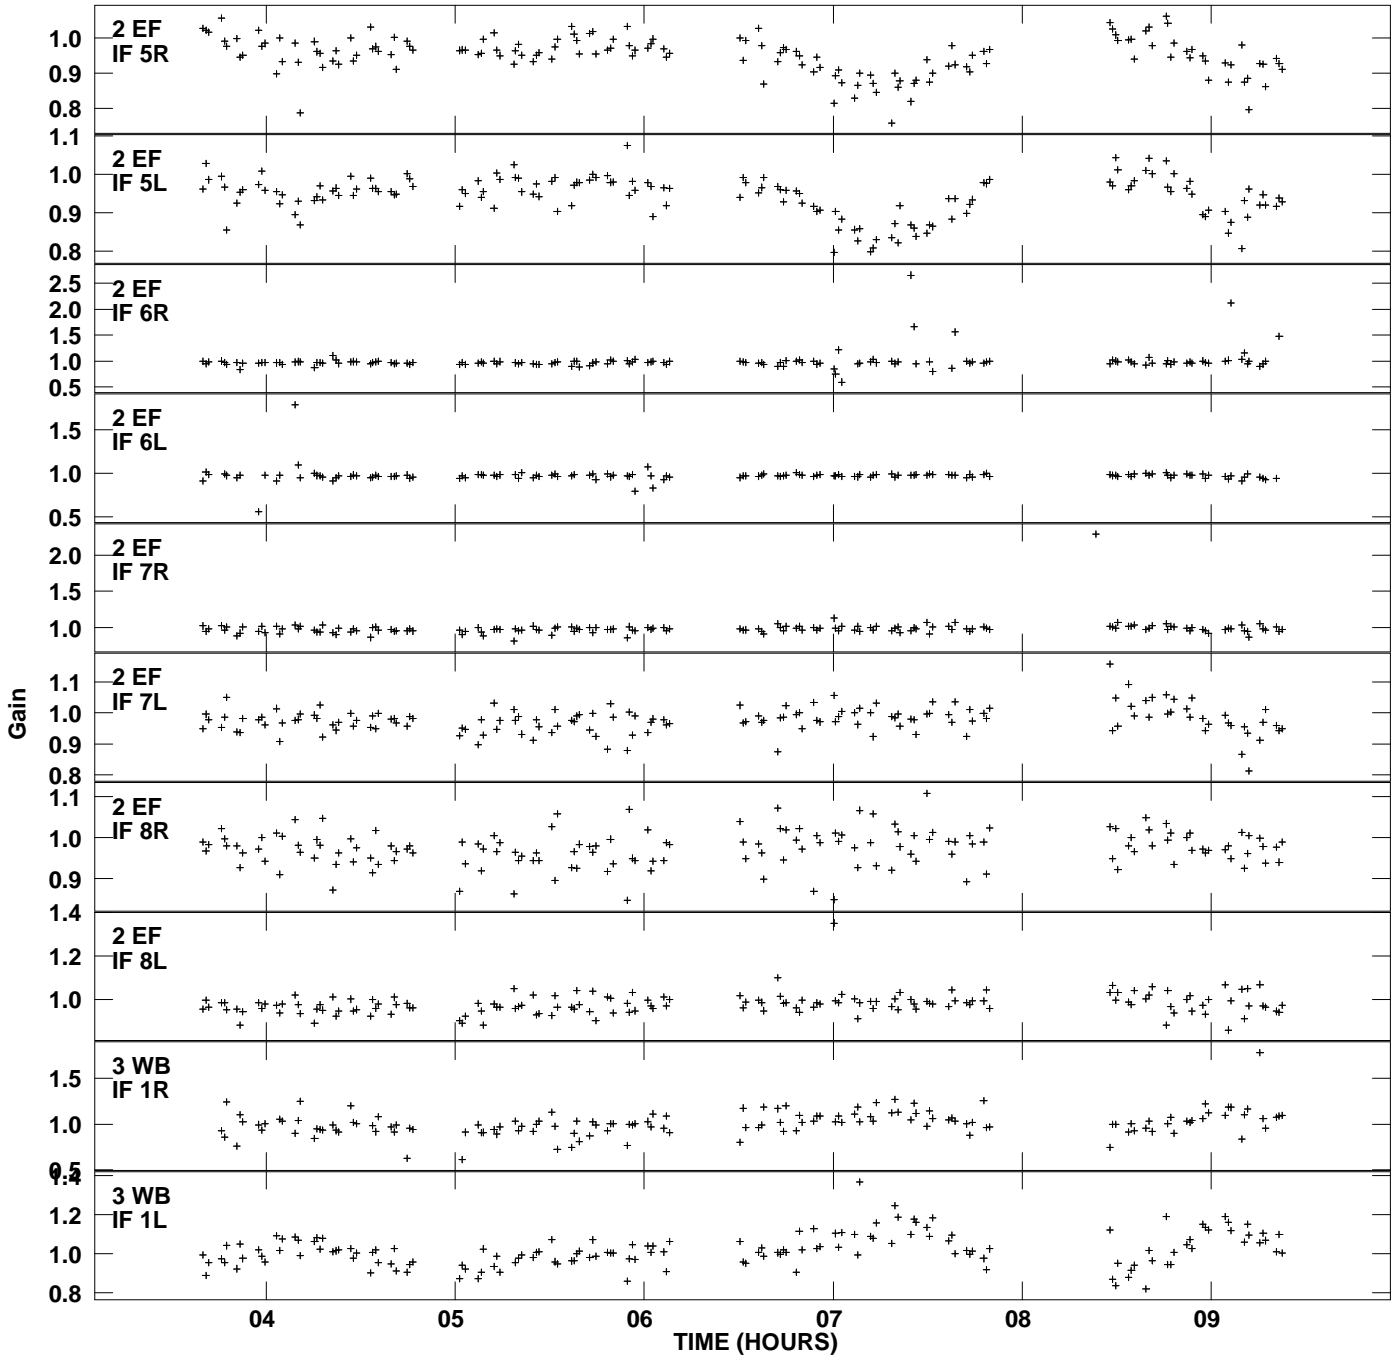 2 EF
IF 5R
1.0
0.9
0.8
2 EF
IF 5L
1.1
1.0
0.9
0.8
2 EF
IF 6R
2.5
2.0
1.5
1.0
0.5
2 EF
IF 6L
1.5
1.0
0.5
2 EF
IF 7R
2.0
1.5
1.0
2 EF
IF 7L
1.1
1.0
0.9
0.8
2 EF
IF 8R
1.1
1.0
0.9
2 EF
IF 8L
1.4
1.2
1.0
3 WB
IF 1R
1.5
1.0
0.5
3 WB
IF 1L
1.4
1.2
1.0
0.8
Gain
04 05 06 07 08 09
TIME (HOURS)